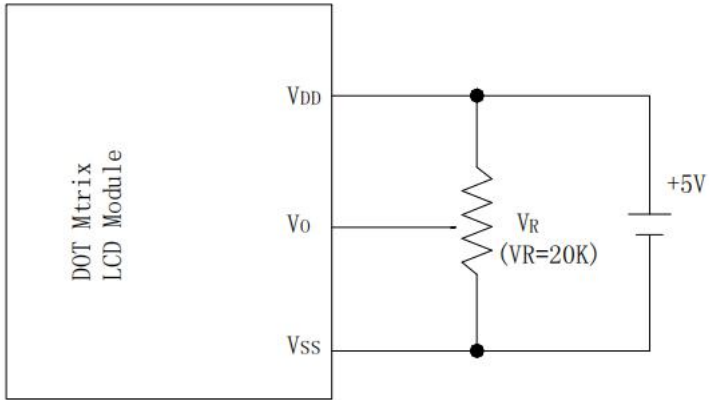 VDD
+5V
DOT Mtrix
LCD Module
VO
VR
(VR=20K)
VSS